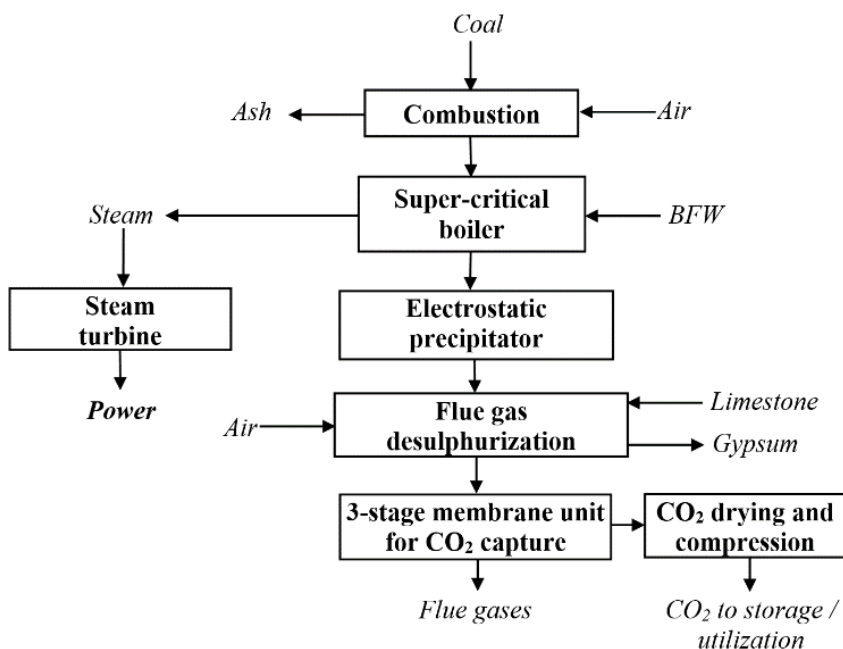 Coal
Ash
Combustion
Air
Steam
Super-critical
boiler
BFW
Steam
turbine
Electrostatic
precipitator
Power
Air
Flue gas
desulphurization
Limestone
Gypsum
3-stage membrane unit
for CO₂ capture
CO₂ drying and
compression
Flue gases
CO₂ to storage /
utilization